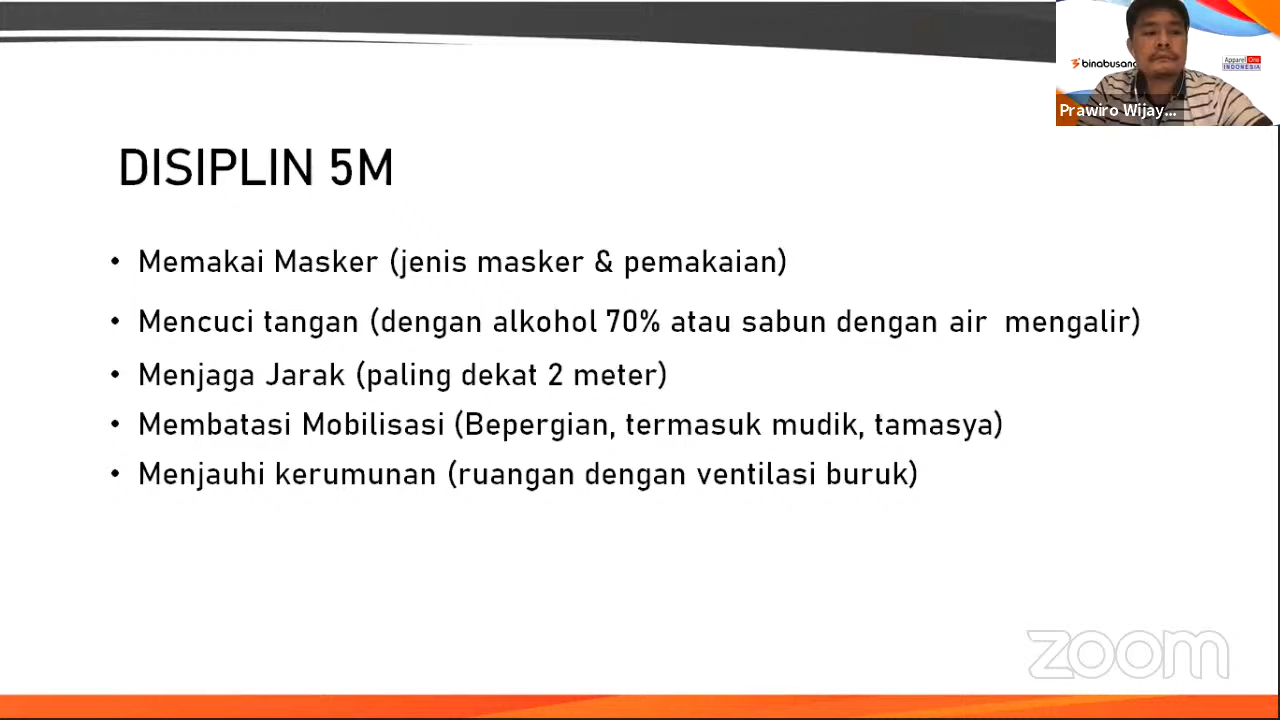 binabusana
Apparel One
INDONESIA
Prawiro Wijay...
DISIPLIN 5M
• Memakai Masker (jenis masker & pemakaian)
• Mencuci tangan (dengan alkohol 70% atau sabun dengan air mengalir)
• Menjaga Jarak (paling dekat 2 meter)
• Membatasi Mobilisasi (Bepergian, termasuk mudik, tamasya)
• Menjauhi kerumunan (ruangan dengan ventilasi buruk)
zoom